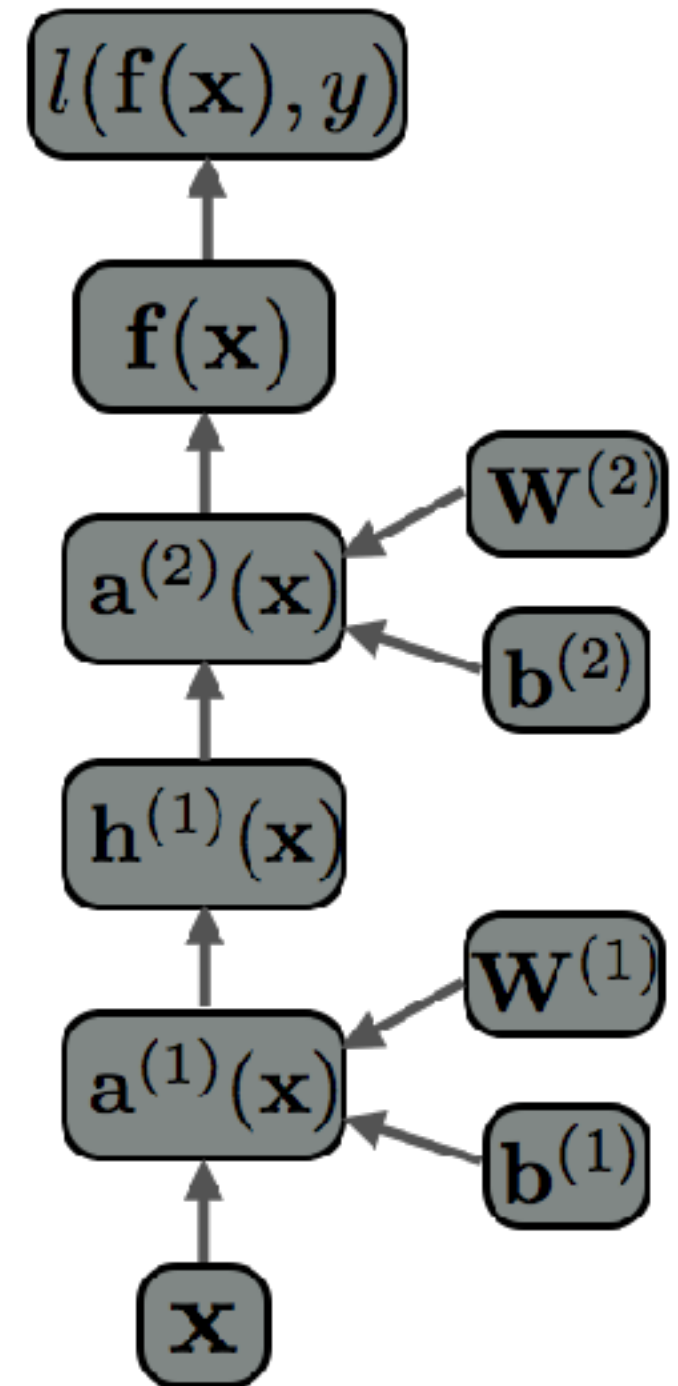 l(f(x), y)
f(x)
W⁽²⁾
a⁽²⁾(x)
b⁽²⁾
h⁽¹⁾(x)
W⁽¹⁾
a⁽¹⁾(x)
b⁽¹⁾
x